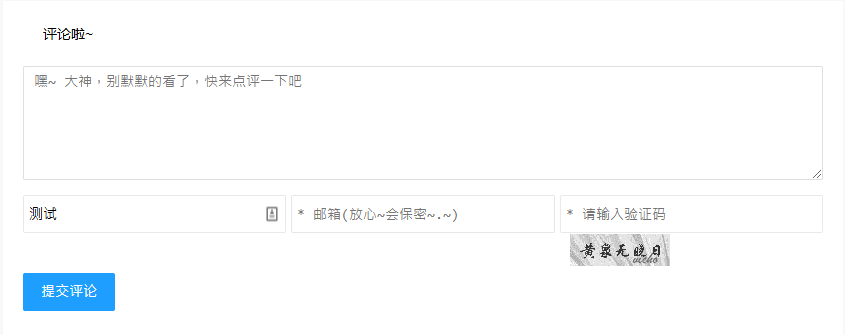 评论啦~
嘿~ 大神，别默默的看了，快来点评一下吧
测试
* 邮箱(放心~会保密~.~)
* 请输入验证码
黄泉无晓日
vicho
提交评论